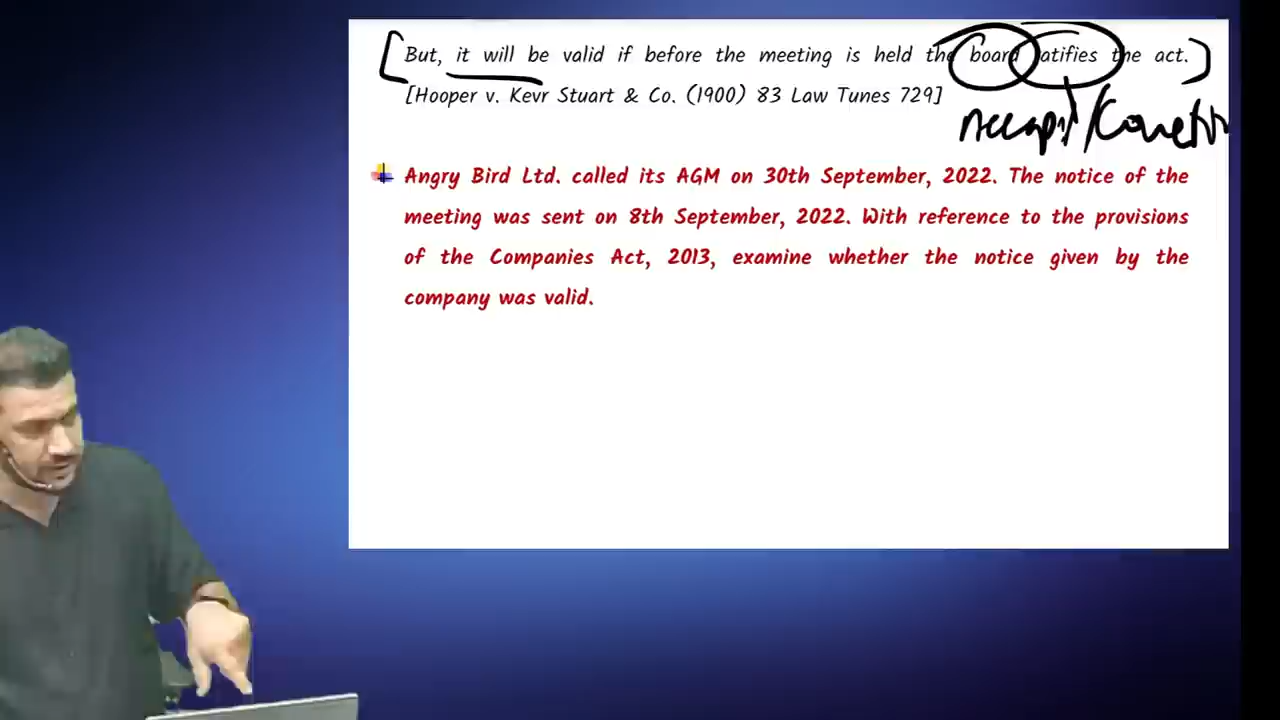 But, it will be valid if before the meeting is held the board ratifies the act.
[Hooper v. Kevr Stuart & Co. (1900) 83 Law Tunes 729]
Accept/
Angry Bird Ltd. called its AGM on 30th September, 2022. The notice of the
meeting was sent on 8th September, 2022. With reference to the provisions
of the Companies Act, 2013, examine whether the notice given by the
company was valid.